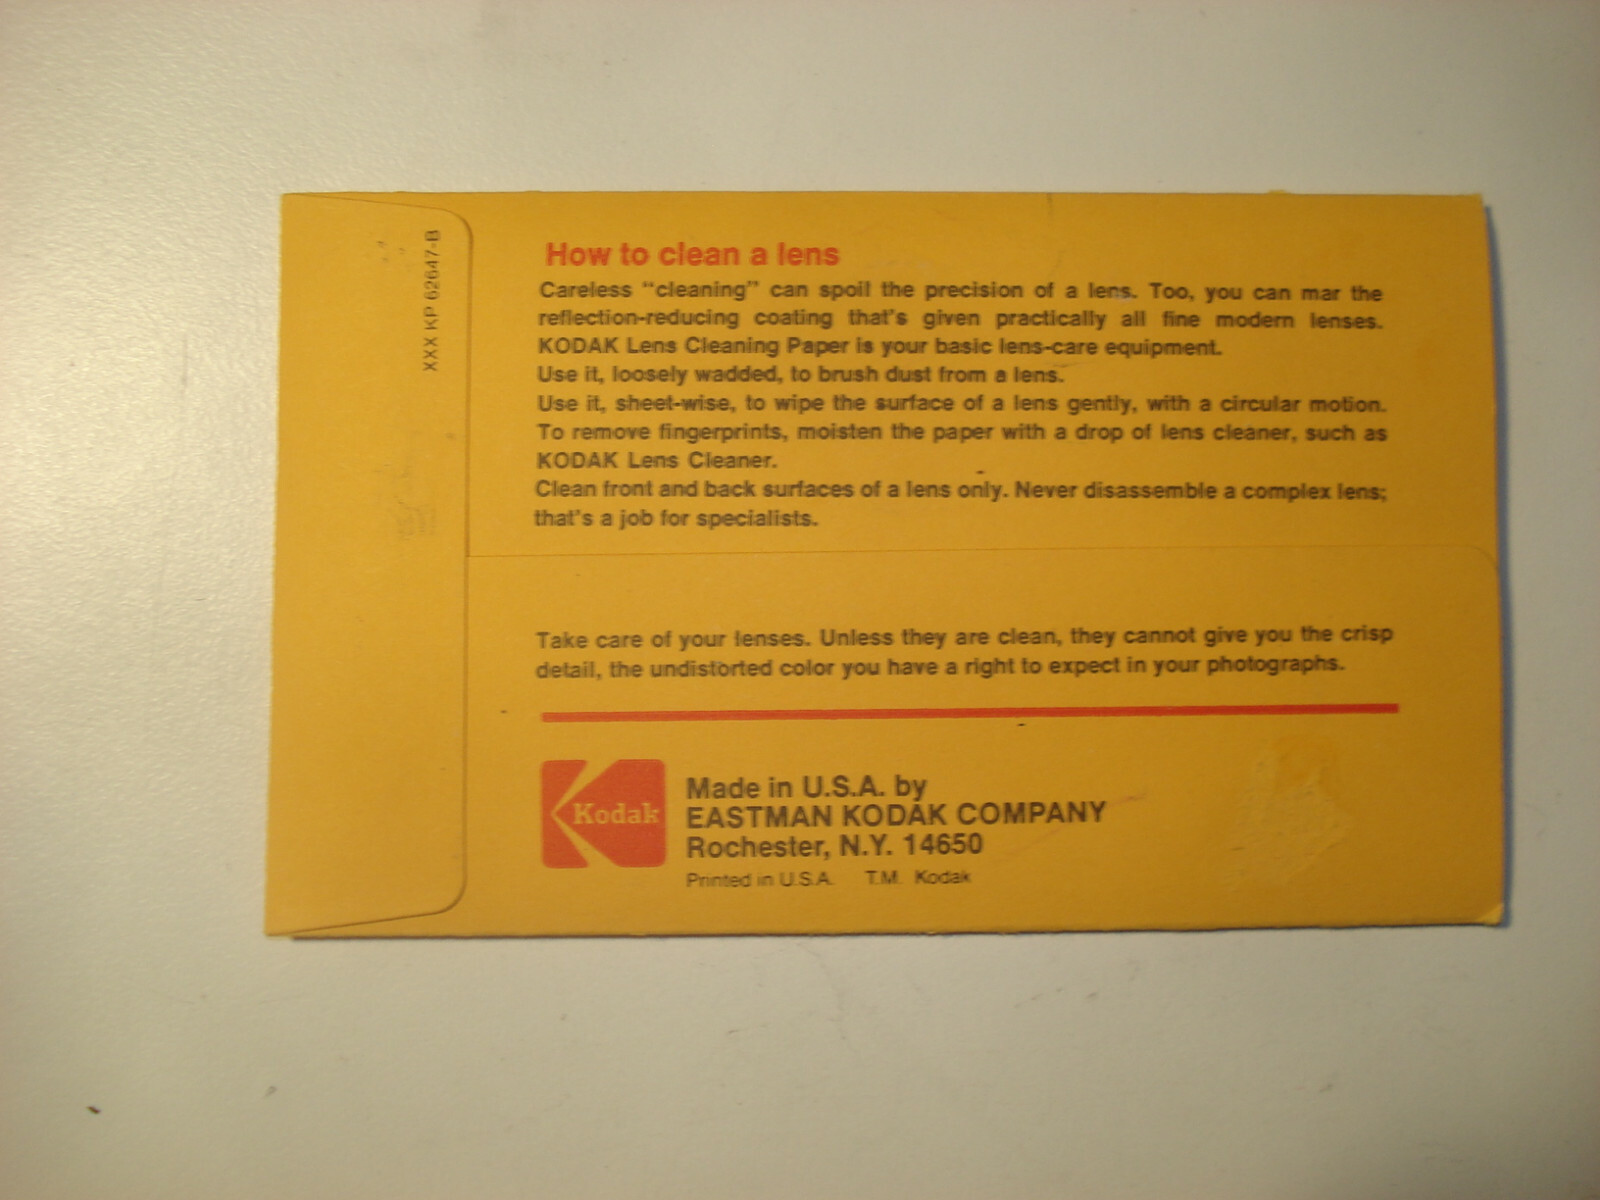 XXX KP 62647-B
How to clean a lens
Careless "cleaning" can spoil the precision of a lens. Too, you can mar the
reflection-reducing coating that's given practically all fine modern lenses.
KODAK Lens Cleaning Paper is your basic lens-care equipment.
Use it, loosely wadded, to brush dust from a lens.
Use it, sheet-wise, to wipe the surface of a lens gently, with a circular motion.
To remove fingerprints, moisten the paper with a drop of lens cleaner, such as
KODAK Lens Cleaner.
Clean front and back surfaces of a lens only. Never disassemble a complex lens;
that's a job for specialists.
Take care of your lenses. Unless they are clean, they cannot give you the crisp
detail, the undistorted color you have a right to expect in your photographs.
Kodak
Made in U.S.A. by
EASTMAN KODAK COMPANY
Rochester, N.Y. 14650
Printed in U.S.A. T.M. Kodak